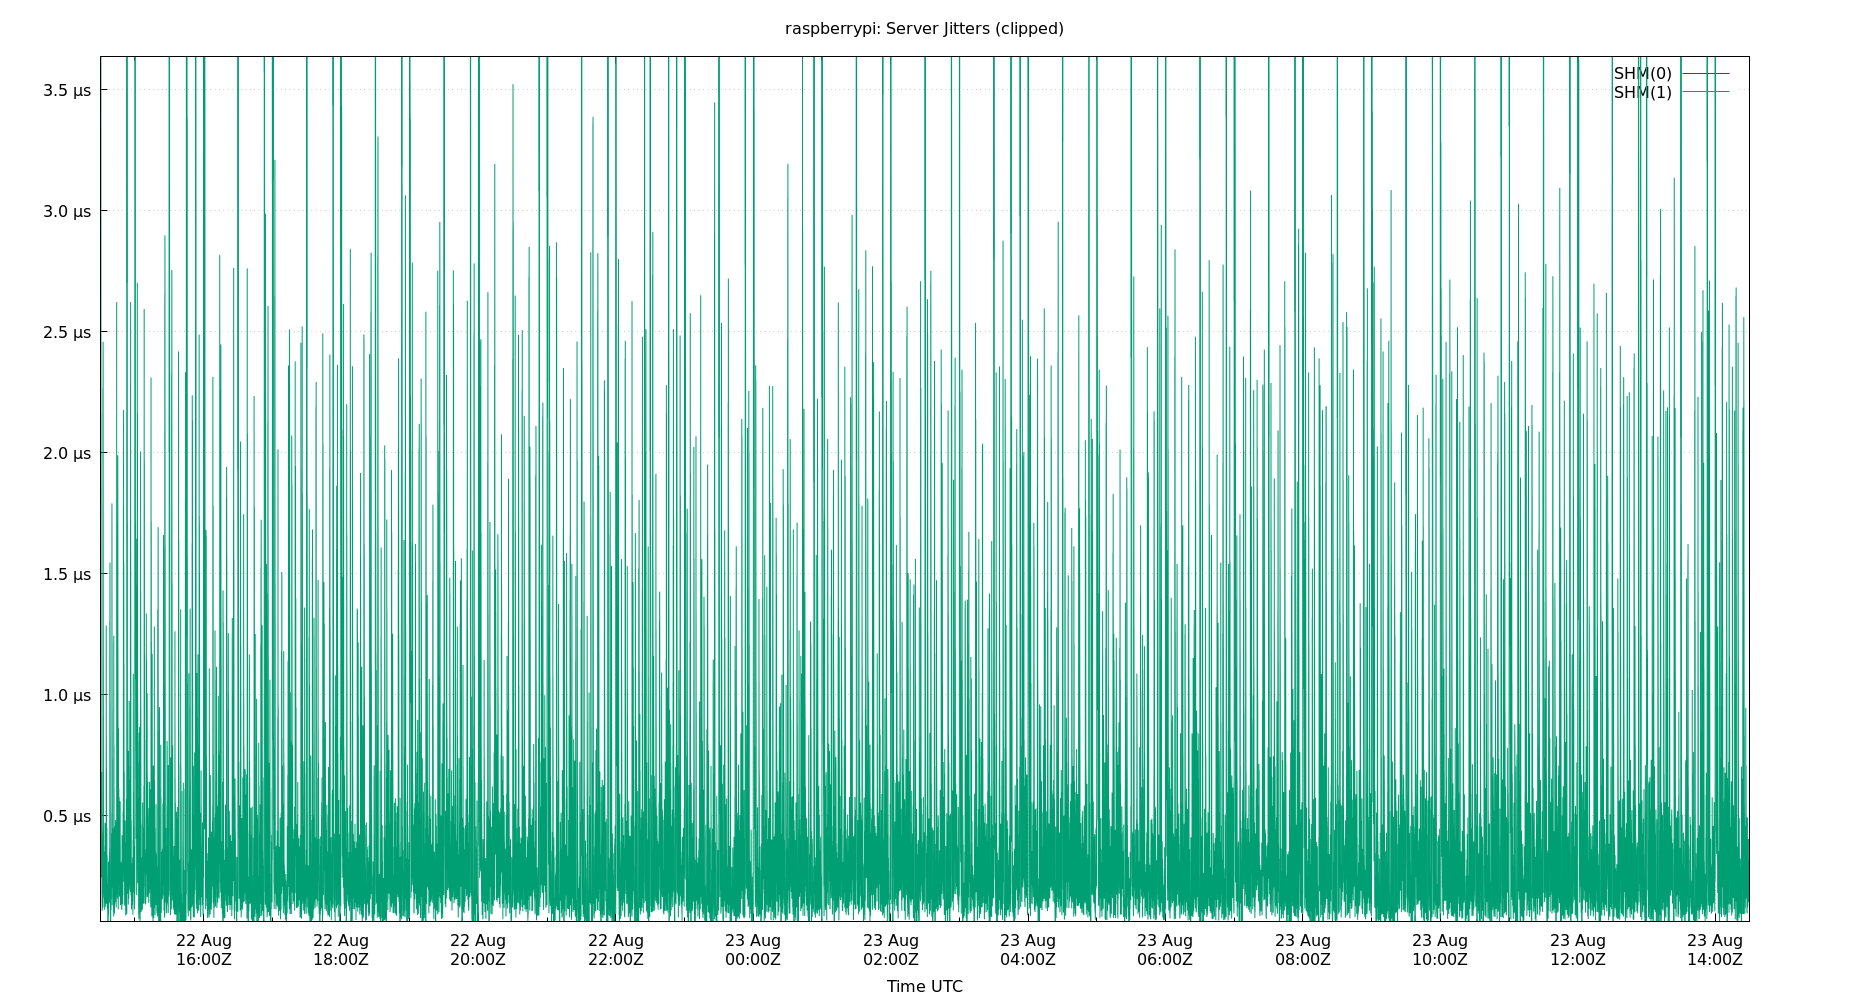 raspberrypi: Server Jitters (clipped)
SHM(0)
SHM(1)
3.5 µs
3.0 µs
2.5 µs
2.0 µs
1.5 µs
1.0 µs
0.5 µs
22 Aug 22 Aug 22 Aug 22 Aug 23 Aug 23 Aug 23 Aug 23 Aug 23 Aug 23 Aug 23 Aug 23 Aug
16:00Z 18:00Z 20:00Z 22:00Z 00:00Z 02:00Z 04:00Z 06:00Z 08:00Z 10:00Z 12:00Z 14:00Z
Time UTC